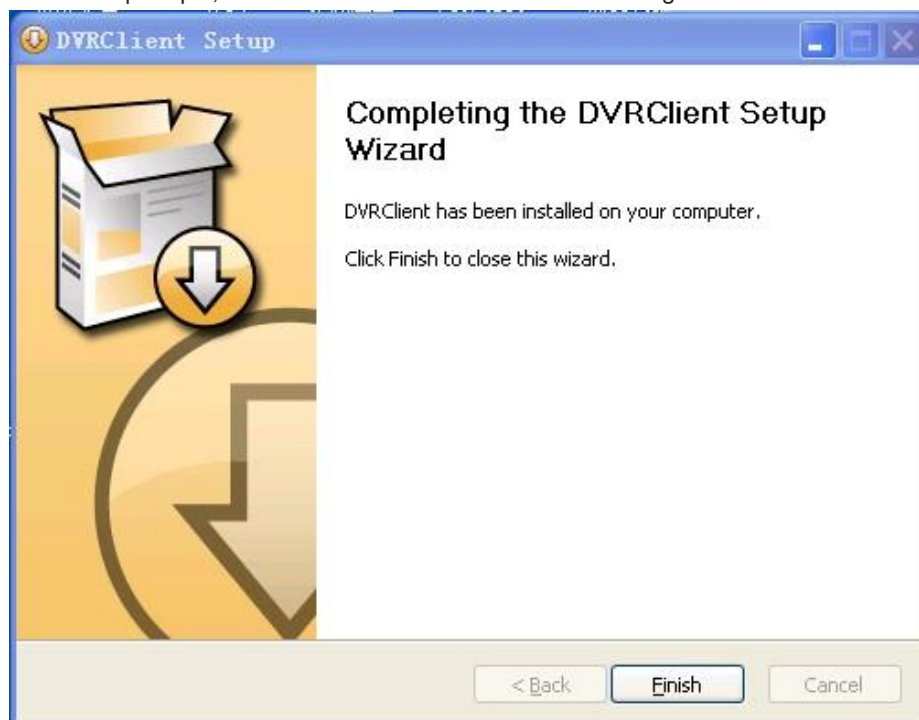 DVRClient Setup
Completing the DVRClient Setup
Wizard
DVRClient has been installed on your computer.
Click Finish to close this wizard.
< Back
Finish
Cancel